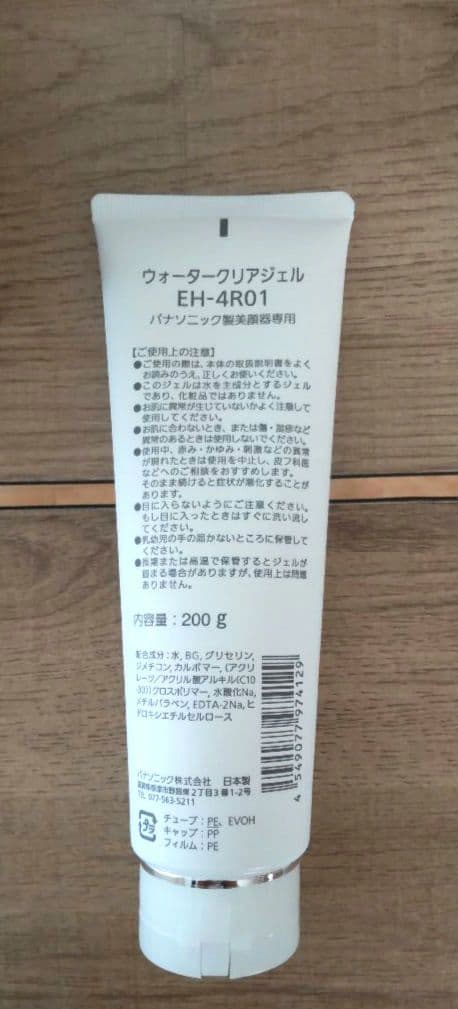 ウォータークリアジェル
EH-4R01
パナソニック製美顔器専用
【ご使用上の注意】
●ご使用の際は、本体の取扱説明書をよく
お読みのうえ、正しくお使いください。
●このジェルは水を主成分とするジェル
であり、化粧品ではありません。
●お肌に異常が生じていないかよく注意して
使用してください。
●お肌に合わないとき、または傷・湿疹など
異常のあるときは使用しないでください。
●使用中、赤み・かゆみ・刺激などの異常
が現れたときは使用を中止し、皮フ科医
などへのご相談をおすすめします。
そのまま続けると症状が悪化することが
あります。
●目に入らないようにご注意ください。
もし目に入ったときはすぐに洗い流し
てください。
●乳幼児の手の届かないところに保管して
ください。
●長期または高温で保管するとジェルが
固まる場合がありますが、使用上は問題
ありません。
内容量：200 g
配合成分：水、BG、グリセリン、
ジメチコン、カルボマー、（アクリ
レーツ／アクリル酸アルキル（C10
-30））クロスポリマー、水酸化Na、
メチルパラベン、EDTA-2Na、ヒ
ドロキシエチルセルロース
4 549077 974129
パナソニック株式会社 日本製
滋賀県草津市野路東2丁目3番1-2号
TEL 077-563-5211
プラ
チューブ：PE、EVOH
キャップ：PP
フィルム：PE